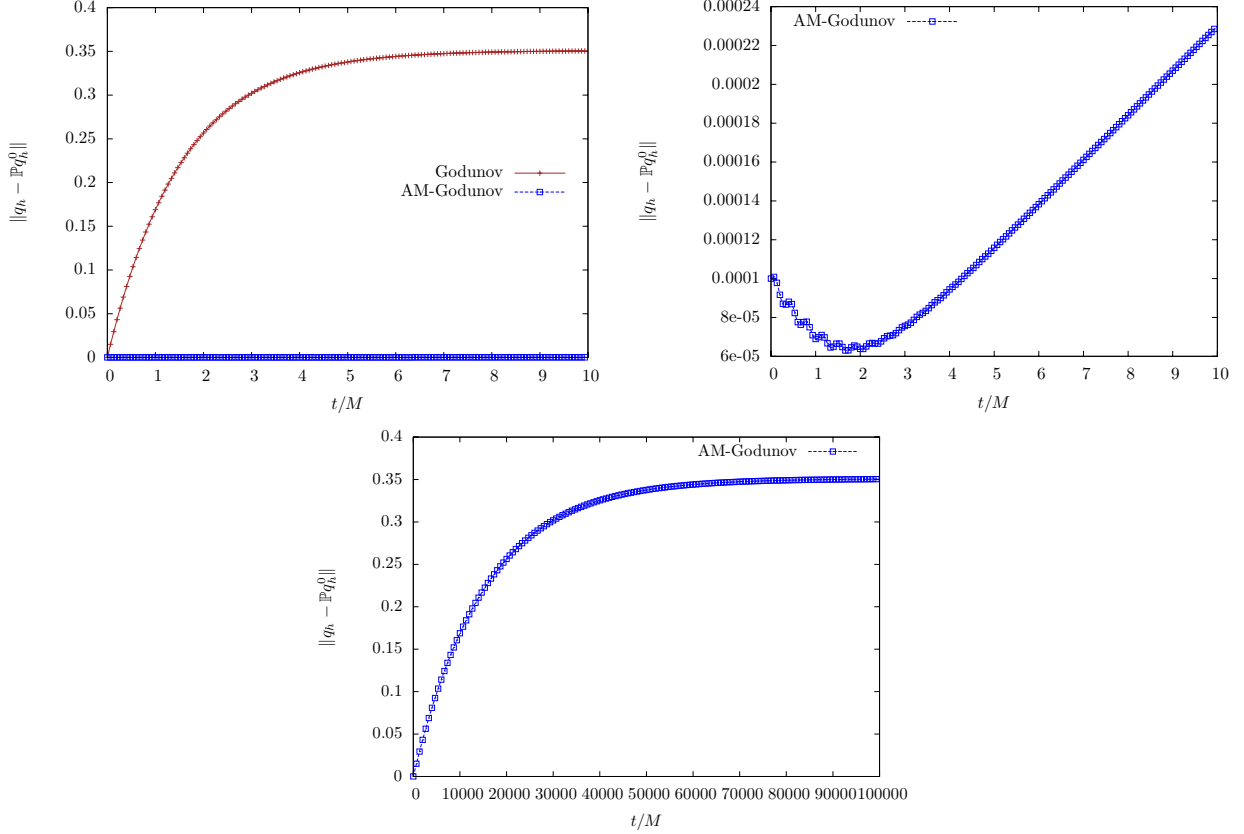 0.4
0.35
0.3
0.25
0.2
0.15
0.1
0.05
0
‖q_h − ℙq_h^0‖
Godunov
AM-Godunov
0 1 2 3 4 5 6 7 8 9 10
t/M
0.00024
0.00022
0.0002
0.00018
0.00016
0.00014
0.00012
0.0001
8e-05
6e-05
‖q_h − ℙq_h^0‖
AM-Godunov
0 1 2 3 4 5 6 7 8 9 10
t/M
0.4
0.35
0.3
0.25
0.2
0.15
0.1
0.05
0
‖q_h − ℙq_h^0‖
AM-Godunov
0 10000 20000 30000 40000 50000 60000 70000 80000 90000 100000
t/M